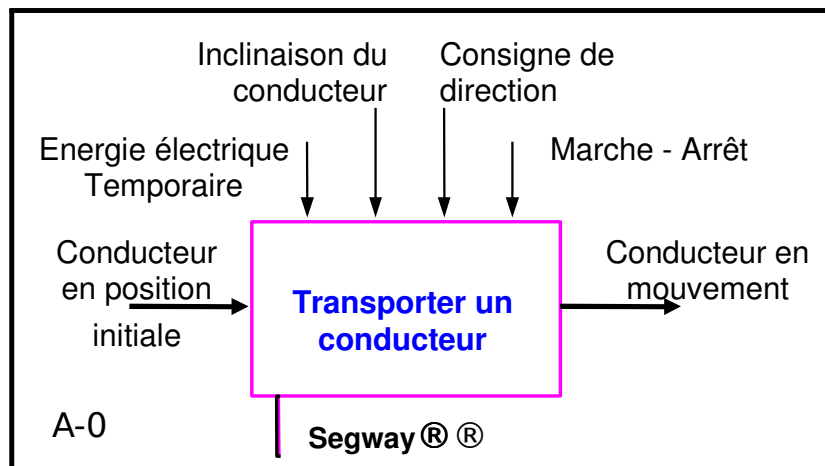 Inclinaison du
conducteur
Consigne de
direction
Energie électrique
Temporaire
Marche - Arrêt
Conducteur
en position
initiale
Transporter un
conducteur
Conducteur en
mouvement
A-0
Segway® ®